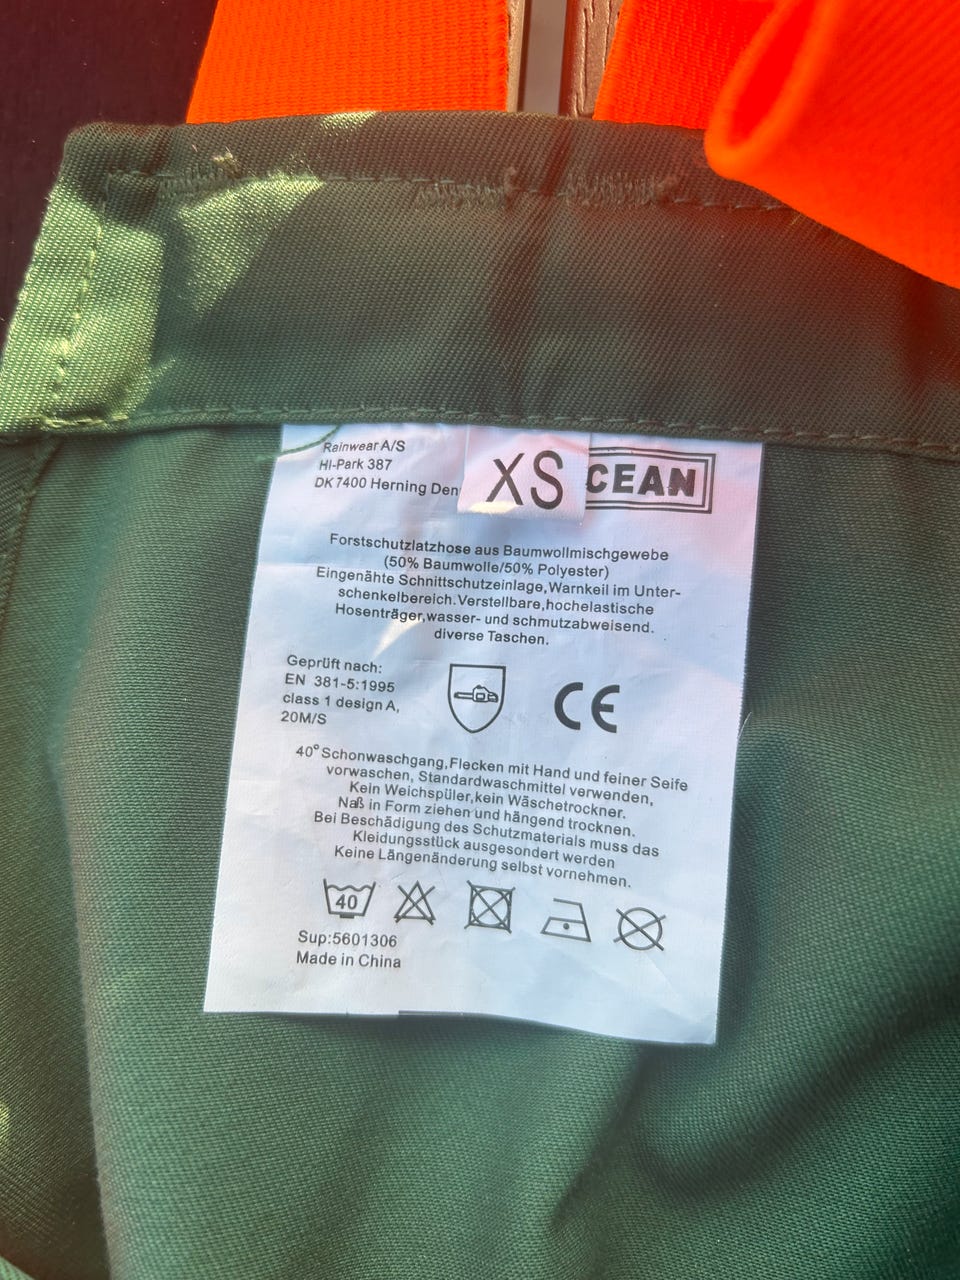 Rainwear A/S
HI-Park 387
DK 7400 Herning Den
XS
CEAN
Forstschutzlatzhose aus Baumwollmischgewebe
(50% Baumwolle/50% Polyester)
Eingenähte Schnittschutzeinlage,Warnkeil im Unter-
schenkelbereich.Verstellbare,hochelastische
Hosenträger,wasser- und schmutzabweisend.
diverse Taschen.
Geprüft nach:
EN 381-5:1995
class 1 design A,
20M/S
CE
40° Schonwaschgang,Flecken mit Hand und feiner Seife
vorwaschen, Standardwaschmittel verwenden,
Kein Weichspüler,kein Wäschetrockner.
Naß in Form ziehen und hängend trocknen.
Bei Beschädigung des Schutzmaterials muss das
Kleidungsstück ausgesondert werden
Keine Längenänderung selbst vornehmen.
40
Sup:5601306
Made in China